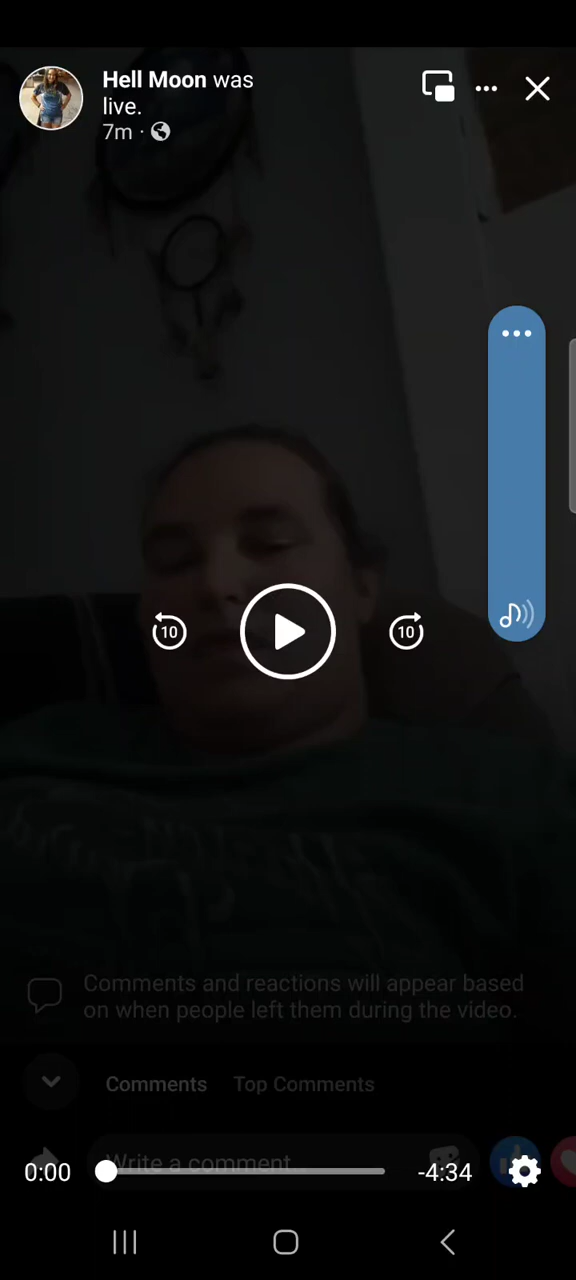 Hell Moon was
live.
7m ·
10
10
Comments and reactions will appear based
on when people left them during the video.
Comments Top Comments
Write a comment...
0:00 -4:34